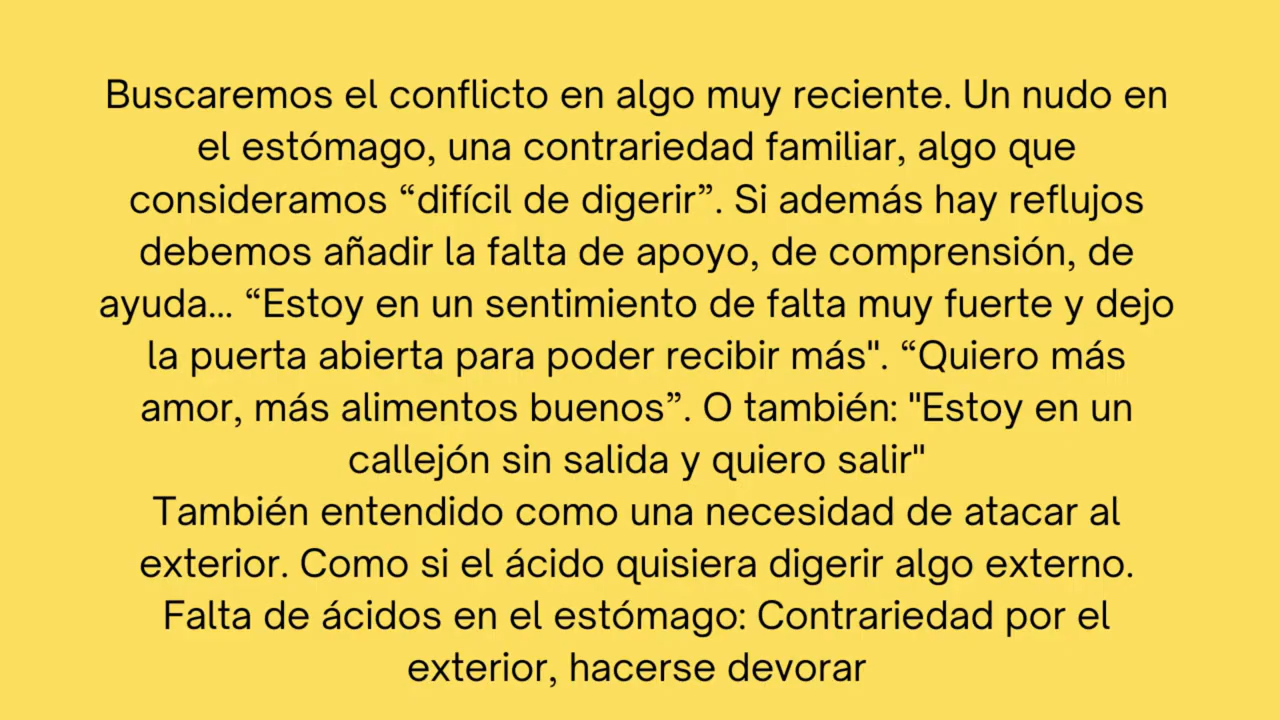 Buscaremos el conflicto en algo muy reciente. Un nudo en
el estómago, una contrariedad familiar, algo que
consideramos “difícil de digerir”. Si además hay reflujos
debemos añadir la falta de apoyo, de comprensión, de
ayuda... “Estoy en un sentimiento de falta muy fuerte y dejo
la puerta abierta para poder recibir más". “Quiero más
amor, más alimentos buenos”. O también: "Estoy en un
callejón sin salida y quiero salir"
También entendido como una necesidad de atacar al
exterior. Como si el ácido quisiera digerir algo externo.
Falta de ácidos en el estómago: Contrariedad por el
exterior, hacerse devorar